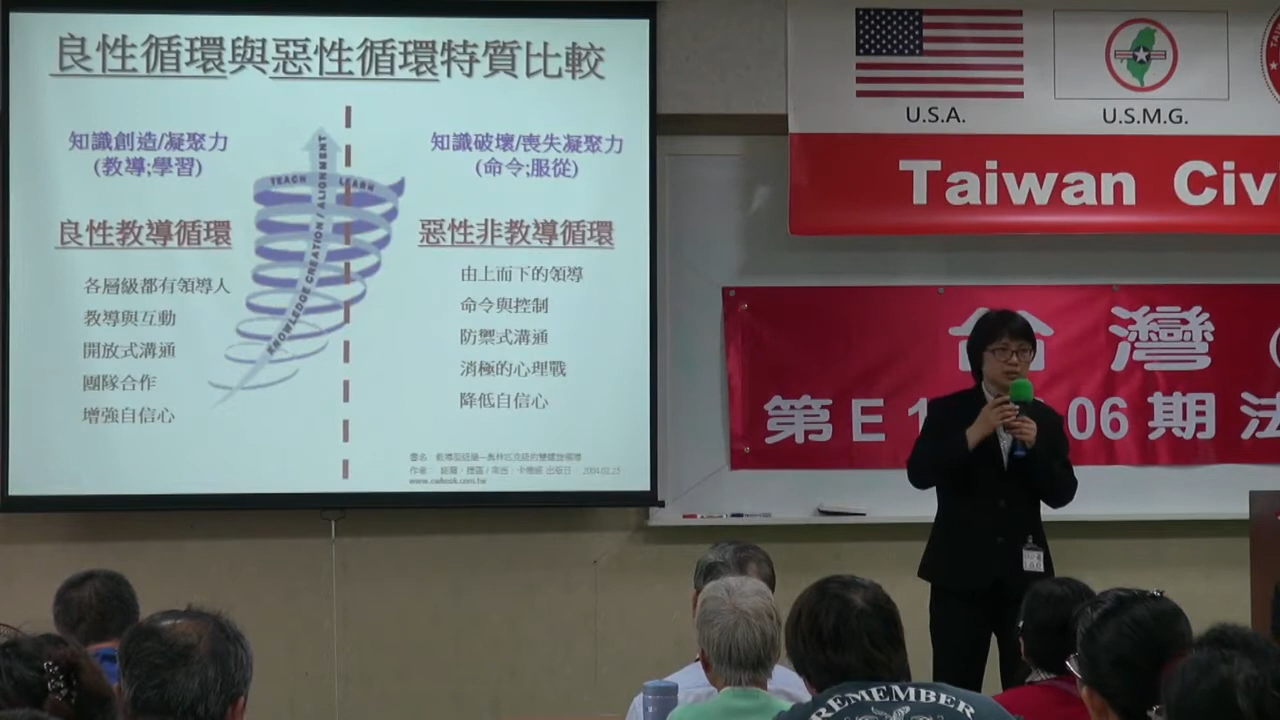 良性循環與惡性循環特質比較
知識創造/凝聚力
(教導;學習)
良性教導循環
各層級都有領導人
教導與互動
開放式溝通
團隊合作
增強自信心
TEACH LEARN
KNOWLEDGE CREATION / ALIGNMENT
知識破壞/喪失凝聚力
(命令;服從)
惡性非教導循環
由上而下的領導
命令與控制
防禦式溝通
消極的心理戰
降低自信心
2004.02.25
U.S.A.
U.S.M.G.
Taiwan Civ
台灣
第E1 06期法
REMEMBER